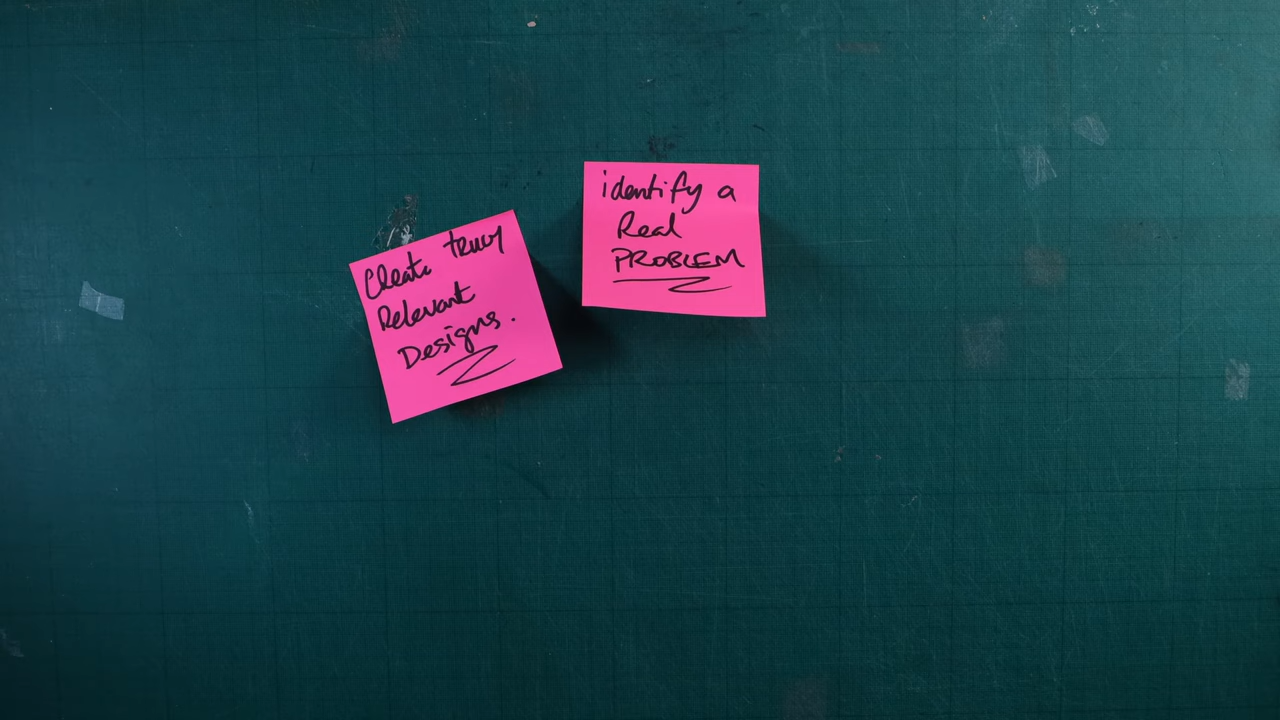 Create truly
Relevant
Designs.
identify a
Real
PROBLEM